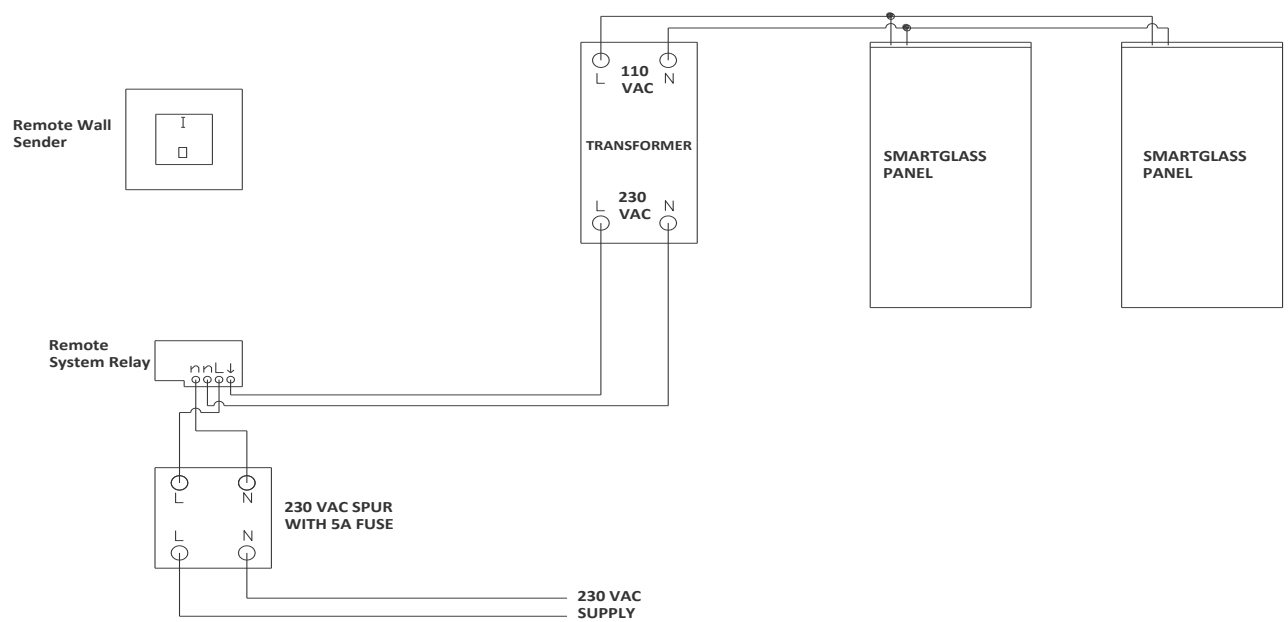 110
VAC
L
N
Remote Wall
Sender
I
TRANSFORMER
SMARTGLASS
PANEL
SMARTGLASS
PANEL
230
VAC
L
N
Remote
System Relay
n n L ↓
L
N
230 VAC SPUR
WITH 5A FUSE
L
N
230 VAC
SUPPLY